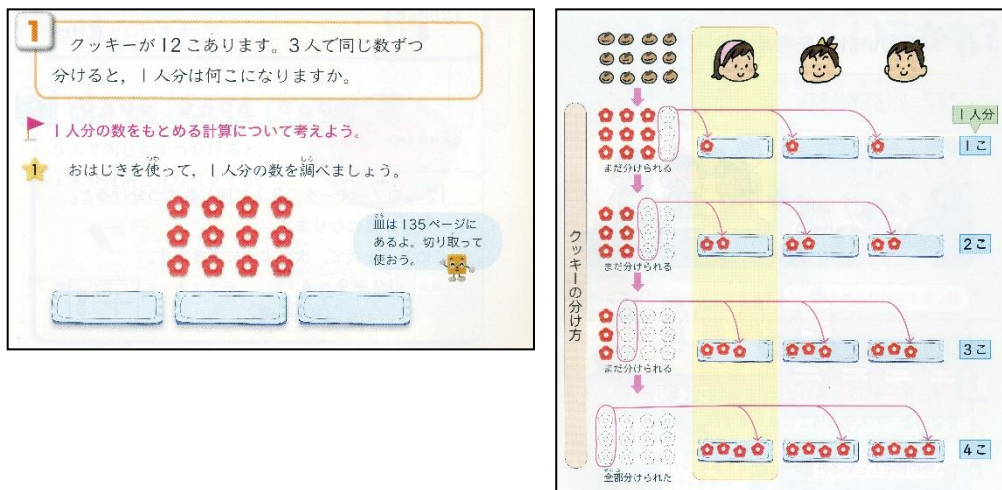 1
クッキーが12こあります。3人で同じ数ずつ
分けると，1人分は何こになりますか。
1人分の数をもとめる計算について考えよう。
1 おはじきを使って，1人分の数を調べましょう。
つか
しら
皿は135ページに
さら
あるよ。切り取って
使おう。
クッキーの分け方
1人分
1こ
まだ分けられる
2こ
まだ分けられる
3こ
まだ分けられる
4こ
全部分けられた